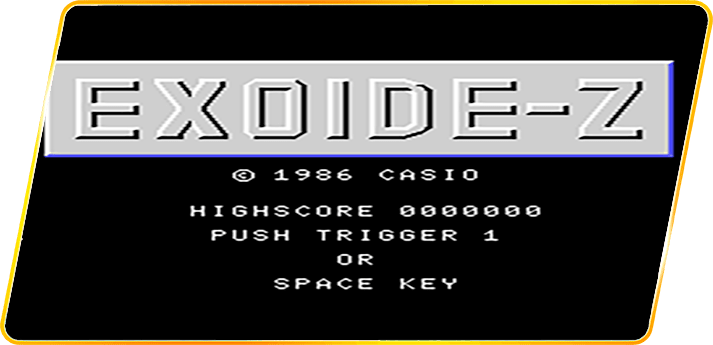 EXOIDE-Z
© 1986 CASIO
HIGHSCORE 0000000
PUSH TRIGGER 1
OR
SPACE KEY